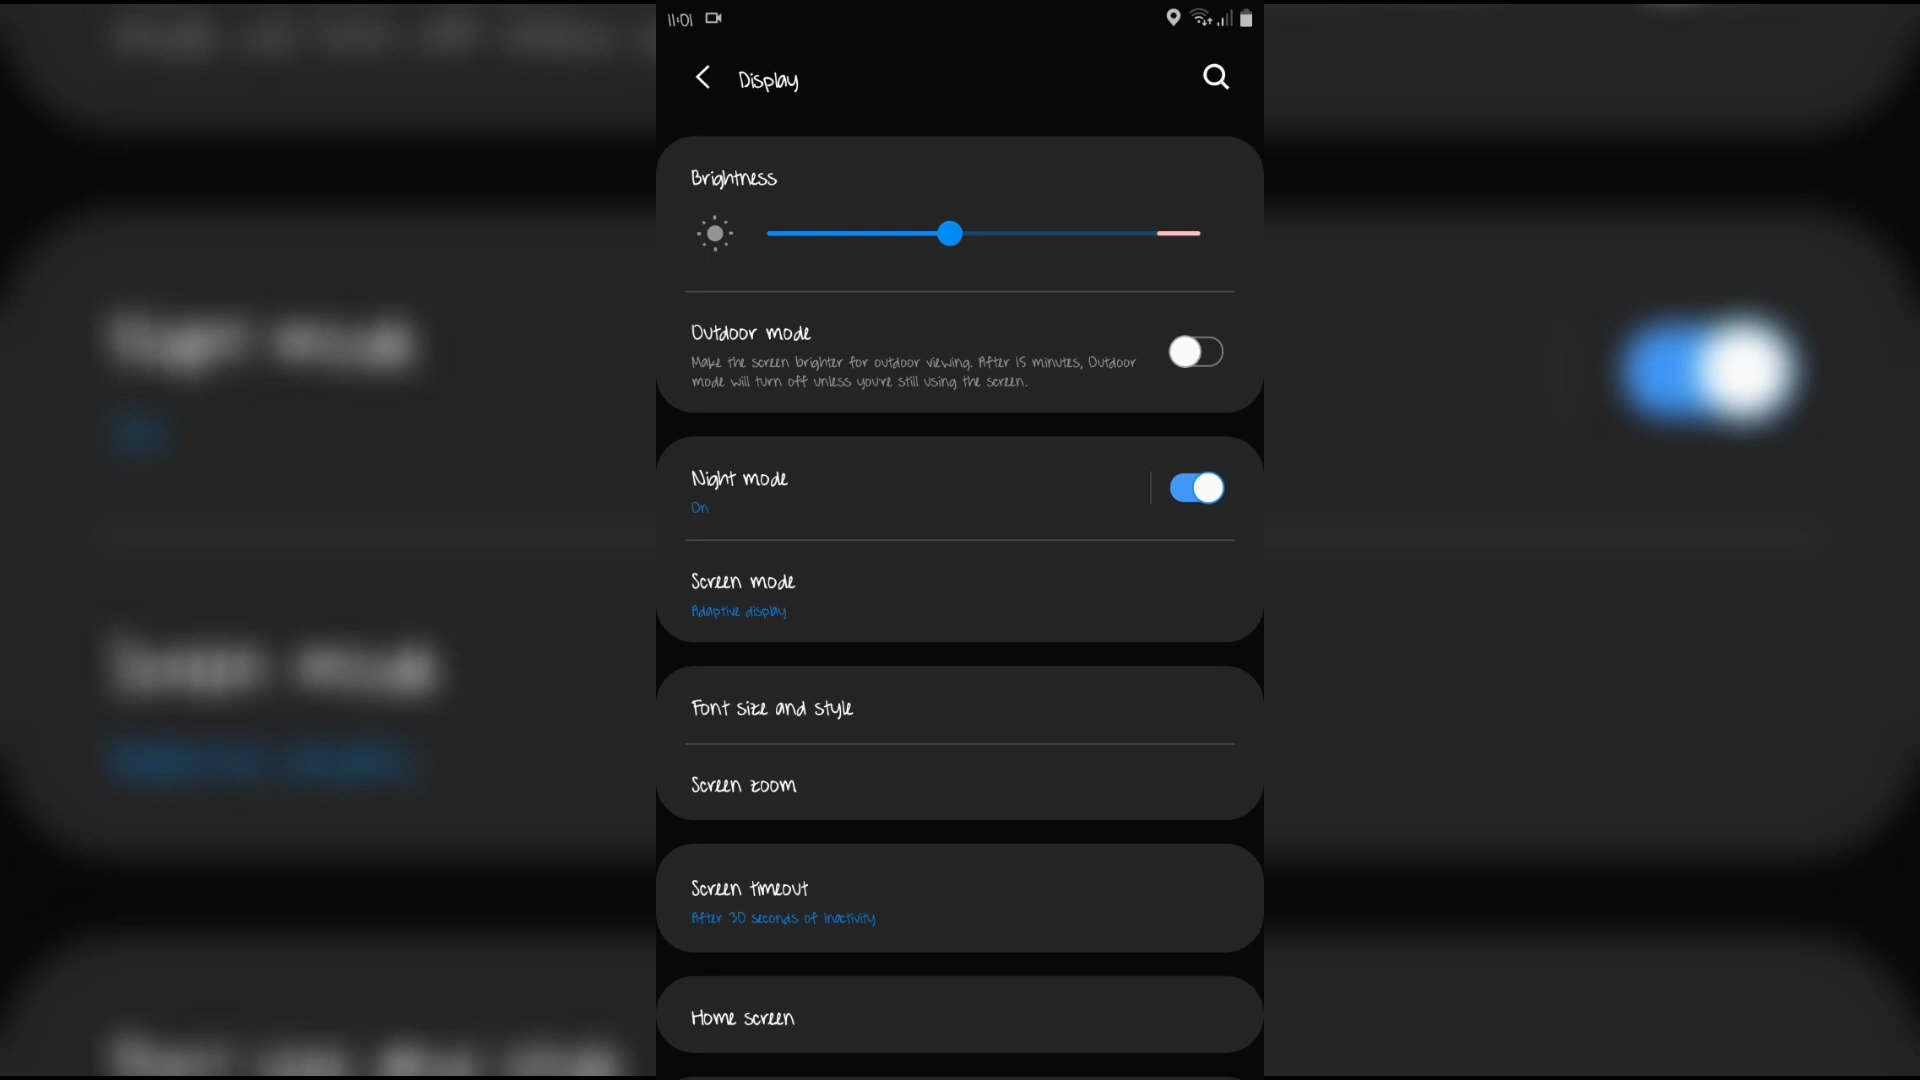 11:01
Display
Brightness
Outdoor mode
Make the screen brighter for outdoor viewing. After 15 minutes, Outdoor
mode will turn off unless you're still using the screen.
Night mode
On
Screen mode
Adaptive display
Font size and style
Screen zoom
Screen timeout
After 30 seconds of inactivity
Home screen